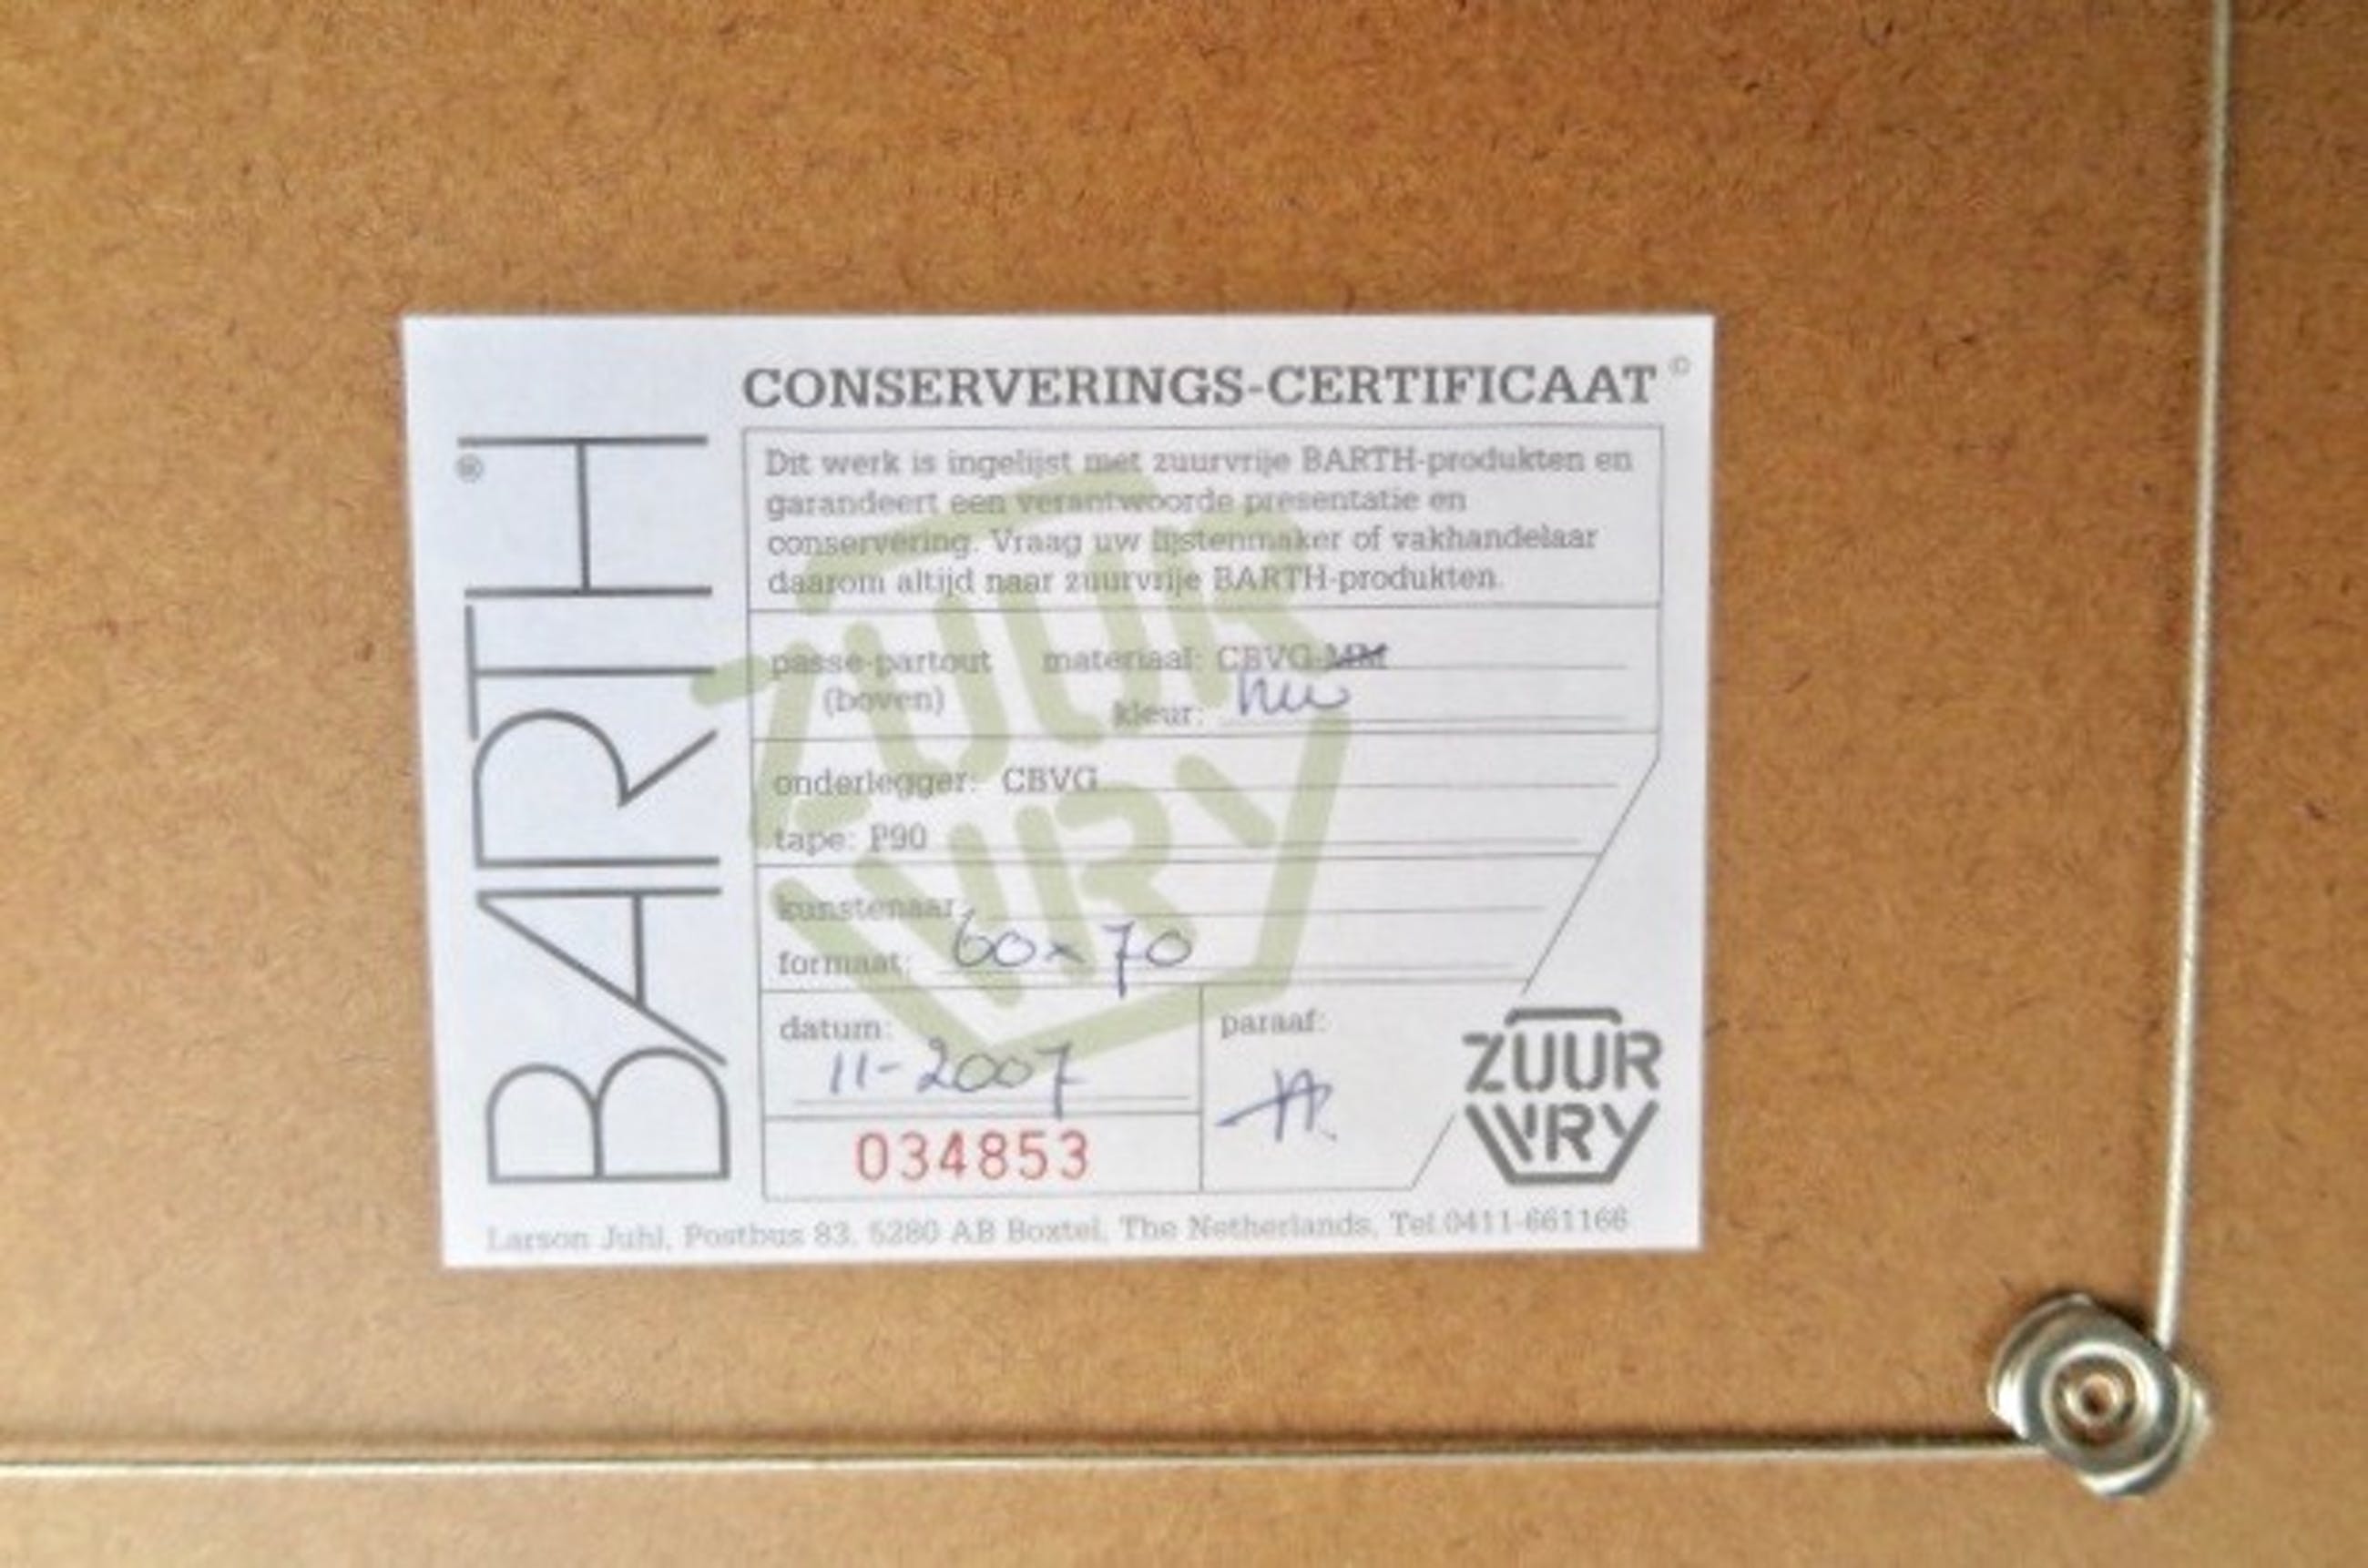 BARTH®
CONSERVERINGS-CERTIFICAAT©
Dit werk is ingelijst met zuurvrije BARTH-produkten en
garandeert een verantwoorde presentatie en
conservering. Vraag uw lijstenmaker of vakhandelaar
daarom altijd naar zuurvrije BARTH-produkten.
passe-partout materiaal: CBVG-MM
(boven) kleur:
onderlegger: CBVG
tape: P90
kunstenaar
formaat: 60x70
datum: paraaf:
11-2007
034853
ZUUR
VRY
ZUUR
VRY
Larson Juhl, Postbus 83, 5280 AB Boxtel, The Netherlands, Tel.0411-661166